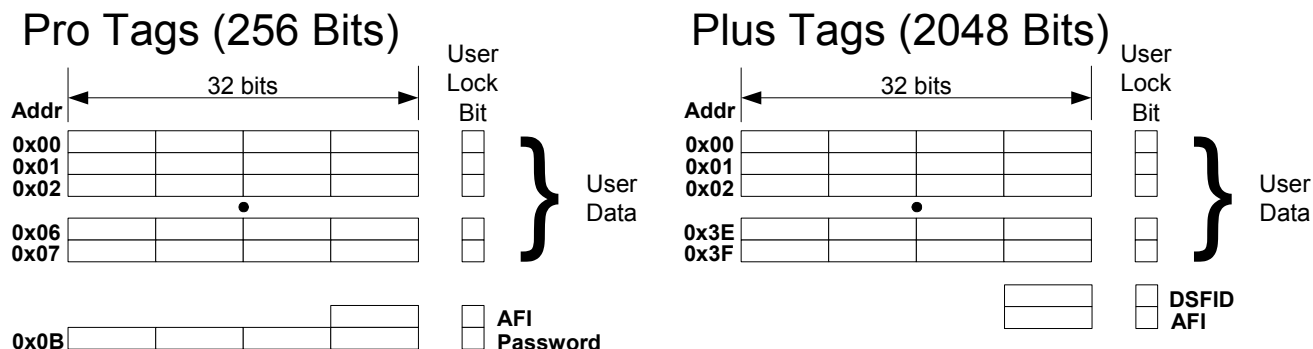 Pro Tags (256 Bits)
User
Lock
Bit
32 bits
Addr
0x00
0x01
0x02
0x06
0x07
User
Data
AFI
0x0B
Password
Plus Tags (2048 Bits)
User
Lock
Bit
32 bits
Addr
0x00
0x01
0x02
0x3E
0x3F
User
Data
DSFID
AFI